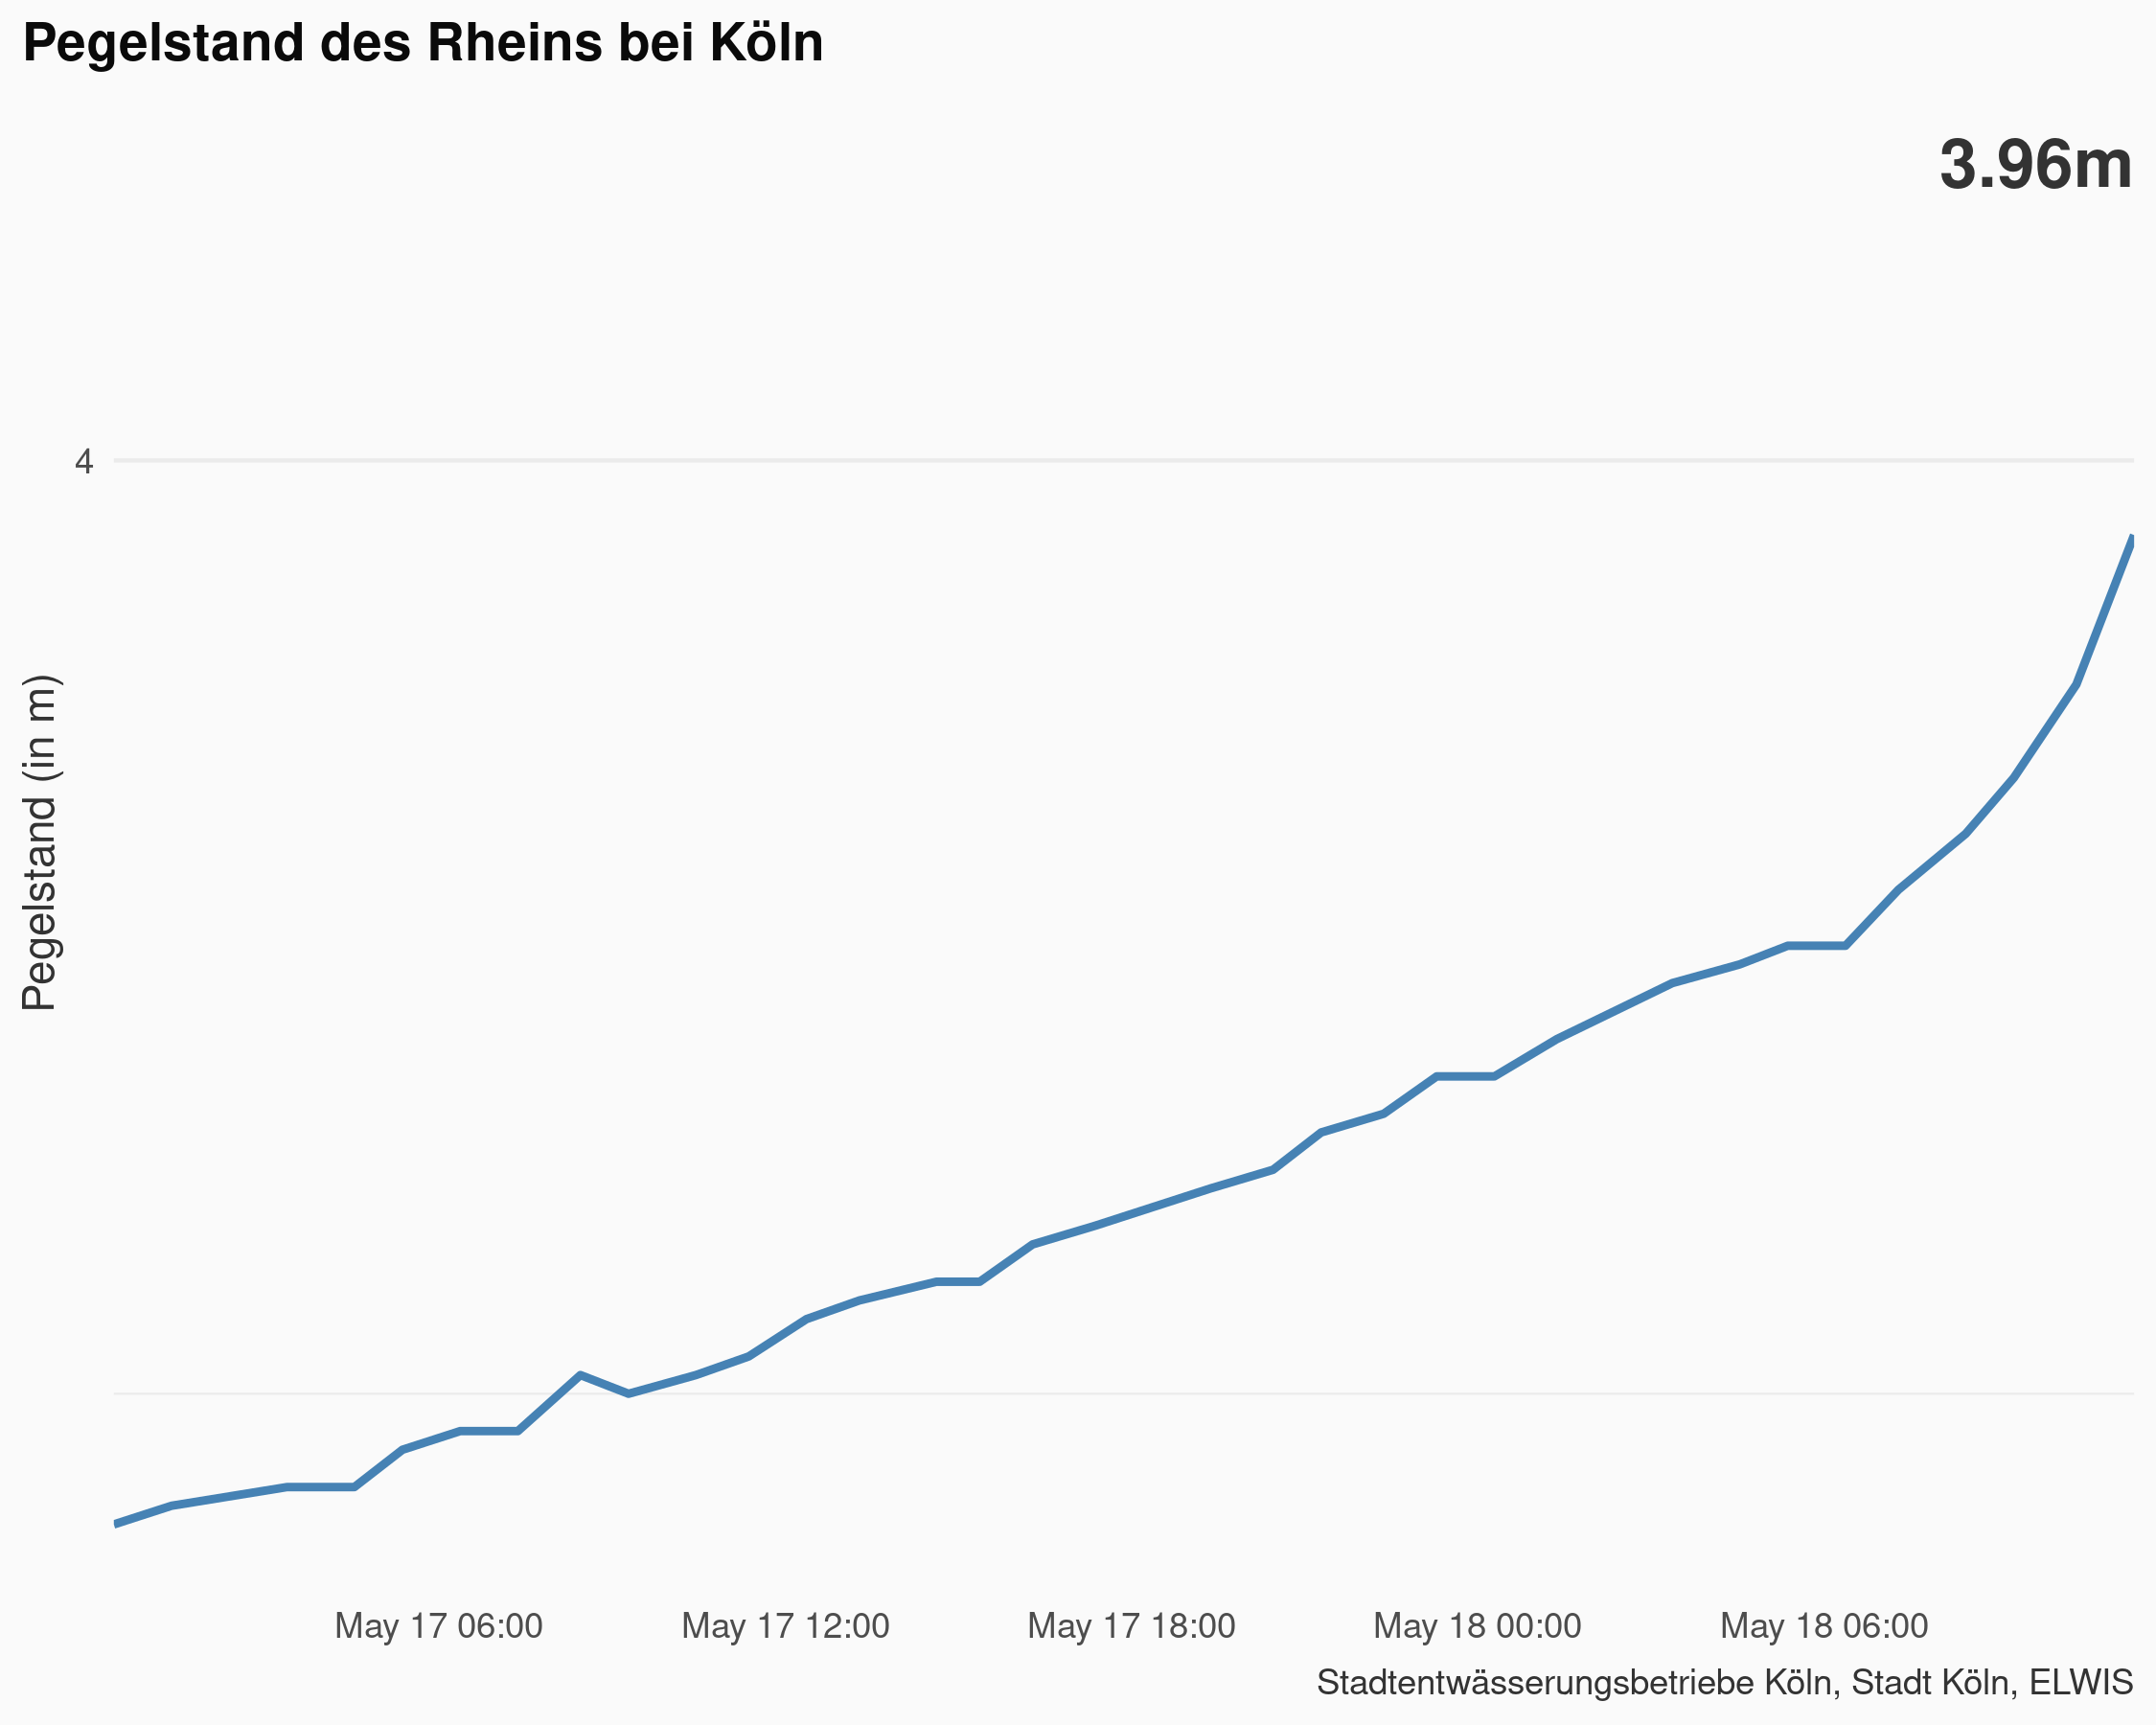 Pegelstand des Rheins bei Köln
3.96m
4
Pegelstand (in m)
May 17 06:00
May 17 12:00
May 17 18:00
May 18 00:00
May 18 06:00
Stadtentwässerungsbetriebe Köln, Stadt Köln, ELWIS